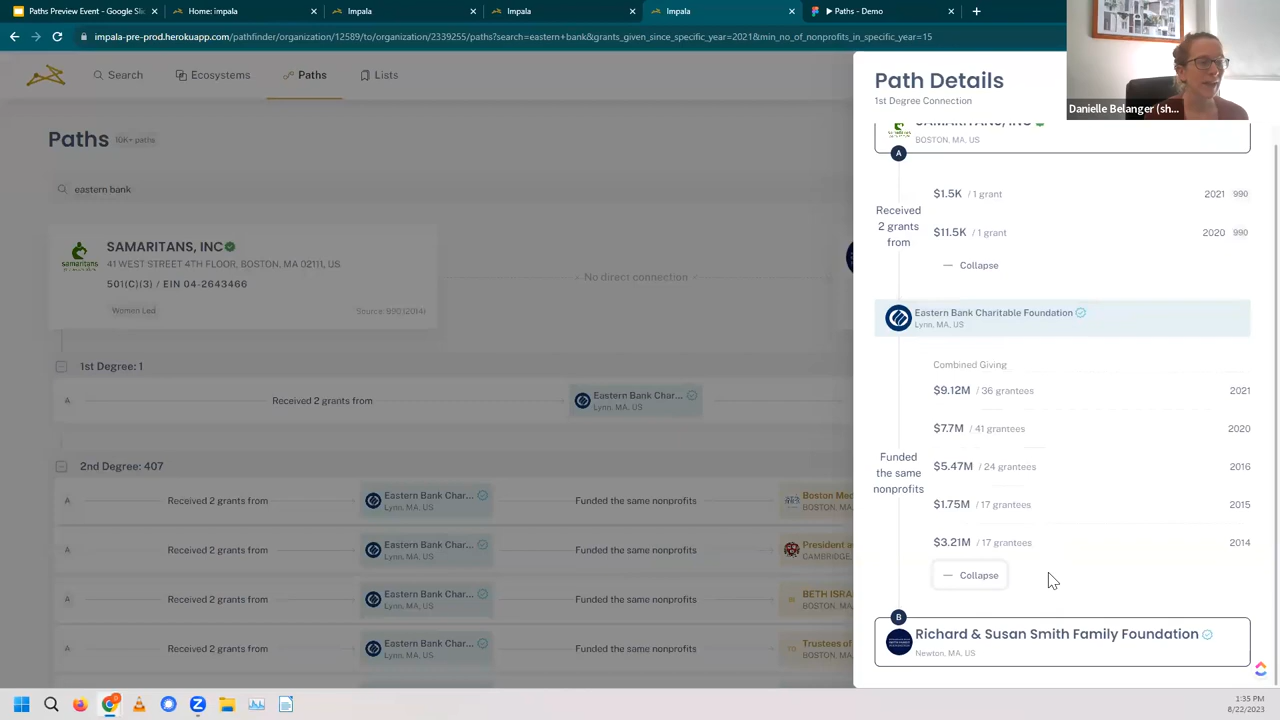 Paths Preview Event - Google Slid
Home: impala
Impala
Impala
Impala
Paths - Demo
impala-pre-prod.herokuapp.com/pathfinder/organization/12589/to/organization/2339255/paths?search=eastern+bank&grants_given_since_specific_year=2021&min_no_of_nonprofits_in_specific_year=15
Danielle Belanger (sh...
Search
Ecosystems
Paths
Lists
Paths
10K+ paths
eastern bank
SAMARITANS, INC
41 WEST STREET 4TH FLOOR, BOSTON, MA 02111, US
501(C)(3) / EIN 04-2643466
Women Led
Source: 990 (2014)
No direct connection
1st Degree: 1
A
Received 2 grants from
Eastern Bank Char...
Lynn, MA, US
2nd Degree: 407
A
Received 2 grants from
Eastern Bank Char...
Lynn, MA, US
Funded the same nonprofits
Boston Med
BOSTON, MA
A
Received 2 grants from
Eastern Bank Char...
Lynn, MA, US
Funded the same nonprofits
President an
CAMBRIDGE,
A
Received 2 grants from
Eastern Bank Char...
Lynn, MA, US
Funded the same nonprofits
BI
BETH ISRA
BOSTON, MA
A
Received 2 grants from
Eastern Bank Char...
Lynn, MA, US
Funded the same nonprofits
TO
Trustees of
BOSTON, MA
Eastern Bank Char...
Path Details
1st Degree Connection
SAMARITANS, INC
BOSTON, MA, US
A
Received
2 grants
from
$1.5K / 1 grant
2021 990
$11.5K / 1 grant
2020 990
Collapse
Eastern Bank Charitable Foundation
Lynn, MA, US
Combined Giving
Funded
the same
nonprofits
$9.12M / 36 grantees
2021
$7.7M / 41 grantees
2020
$5.47M / 24 grantees
2016
$1.75M / 17 grantees
2015
$3.21M / 17 grantees
2014
Collapse
B
Richard & Susan Smith Family Foundation
Newton, MA, US
1:35 PM
8/22/2023